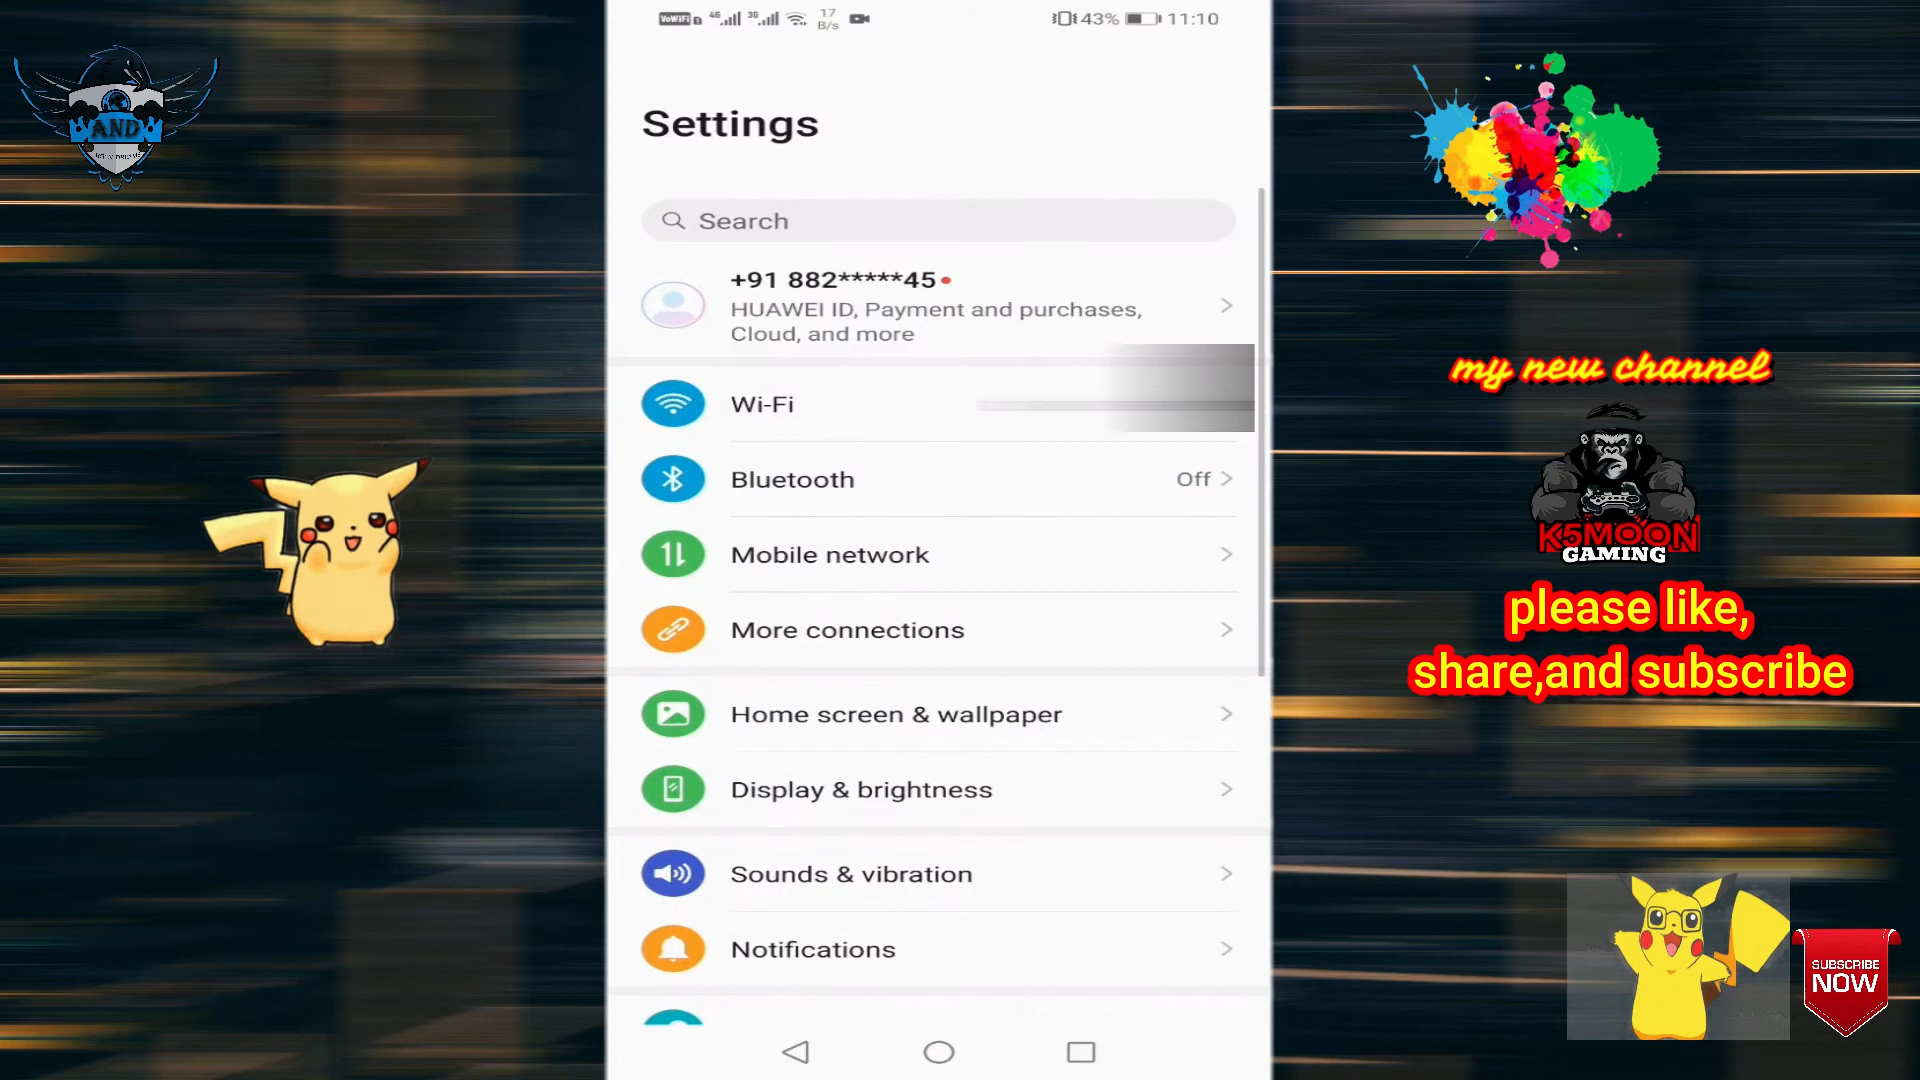 VoWiFi
4G
3G
17
B/s
43%
11:10
Settings
Search
+91 882*****45
HUAWEI ID, Payment and purchases,
Cloud, and more
Wi-Fi
Bluetooth
Off
Mobile network
More connections
Home screen & wallpaper
Display & brightness
Sounds & vibration
Notifications
AND
my new channel
K5MOON
GAMING
please like,
share,and subscribe
SUBSCRIBE
NOW